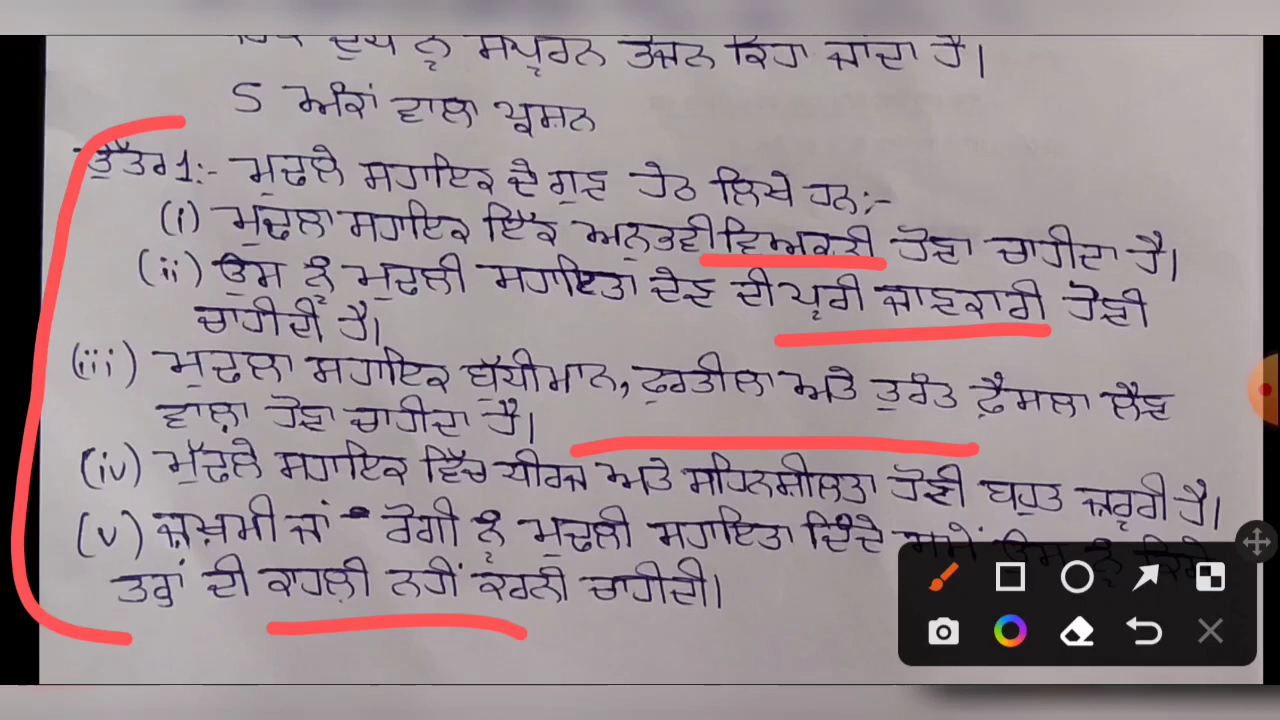 ਦੁੱਧ ਨੂੰ ਸੰਪੂਰਨ ਭੋਜਨ ਕਿਹਾ ਜਾਂਦਾ ਹੈ।
5 ਅੰਕਾਂ ਵਾਲਾ ਪ੍ਰਸ਼ਨ
ਉੱਤਰ 1:- ਮੁਢਲੇ ਸਹਾਇਕ ਦੇ ਗੁਣ ਹੇਠ ਲਿਖੇ ਹਨ:-
(i) ਮੁਢਲਾ ਸਹਾਇਕ ਇੱਕ ਅਨੁਭਵੀ ਵਿਅਕਤੀ ਹੋਣਾ ਚਾਹੀਦਾ ਹੈ।
(ii) ਉਸ ਨੂੰ ਮੁਢਲੀ ਸਹਾਇਤਾ ਦੇਣ ਦੀ ਪੂਰੀ ਜਾਣਕਾਰੀ ਹੋਣੀ
ਚਾਹੀਦੀ ਹੈ।
(iii) ਮੁਢਲਾ ਸਹਾਇਕ ਬੁੱਧੀਮਾਨ, ਫੁਰਤੀਲਾ ਅਤੇ ਤੁਰੰਤ ਫ਼ੈਸਲਾ ਲੈਣ
ਵਾਲਾ ਹੋਣਾ ਚਾਹੀਦਾ ਹੈ।
(iv) ਮੁੱਢਲੇ ਸਹਾਇਕ ਵਿੱਚ ਧੀਰਜ ਅਤੇ ਸਹਿਨਸ਼ੀਲਤਾ ਹੋਣੀ ਬਹੁਤ ਜ਼ਰੂਰੀ ਹੈ।
(v) ਜ਼ਖ਼ਮੀ ਜਾਂ ਰੋਗੀ ਨੂੰ ਮੁਢਲੀ ਸਹਾਇਤਾ ਦਿੰਦੇ ਸਮੇਂ ਉਸ ਨੂੰ ਕਿਸੇ
ਤਰ੍ਹਾਂ ਦੀ ਕਾਹਲੀ ਨਹੀਂ ਕਰਨੀ ਚਾਹੀਦੀ।